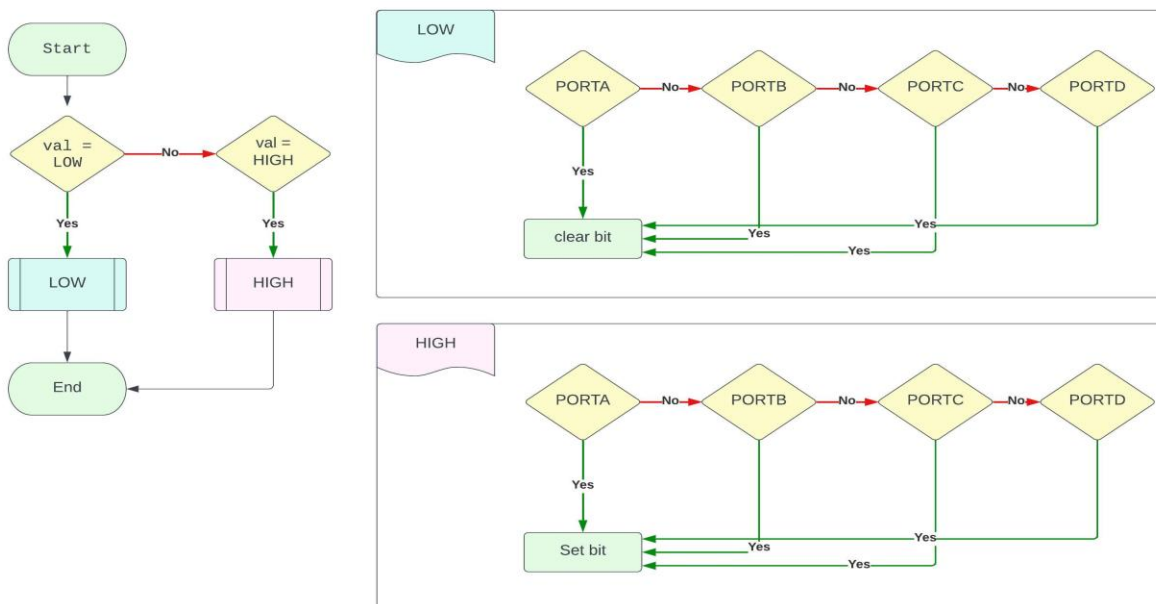 Start
val =
LOW
No
val =
HIGH
Yes
Yes
LOW
HIGH
End
LOW
PORTA
No
PORTB
No
PORTC
No
PORTD
Yes
clear bit
Yes
Yes
Yes
HIGH
PORTA
No
PORTB
No
PORTC
No
PORTD
Yes
Set bit
Yes
Yes
Yes